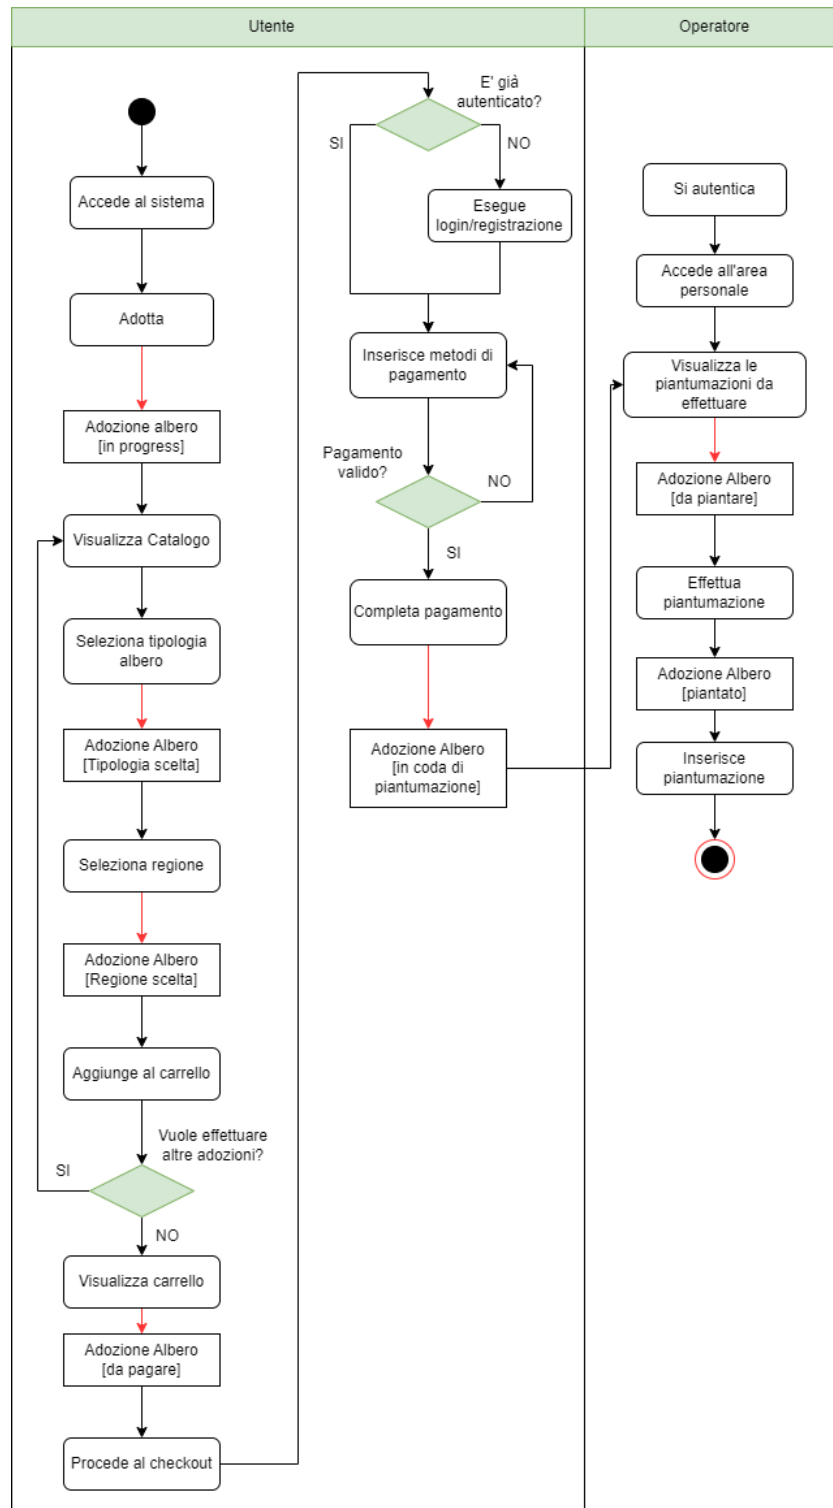 Utente
Operatore
Accede al sistema
Adotta
Adozione albero
[in progress]
Visualizza Catalogo
Seleziona tipologia
albero
Adozione Albero
[Tipologia scelta]
Seleziona regione
Adozione Albero
[Regione scelta]
Aggiunge al carrello
Vuole effettuare
altre adozioni?
SI
NO
Visualizza carrello
Adozione Albero
[da pagare]
Procede al checkout
E' già
autenticato?
SI
NO
Esegue
login/registrazione
Inserisce metodi di
pagamento
Pagamento
valido?
NO
SI
Completa pagamento
Adozione Albero
[in coda di
piantumazione]
Si autentica
Accede all'area
personale
Visualizza le
piantumazioni da
effettuare
Adozione Albero
[da piantare]
Effettua
piantumazione
Adozione Albero
[piantato]
Inserisce
piantumazione